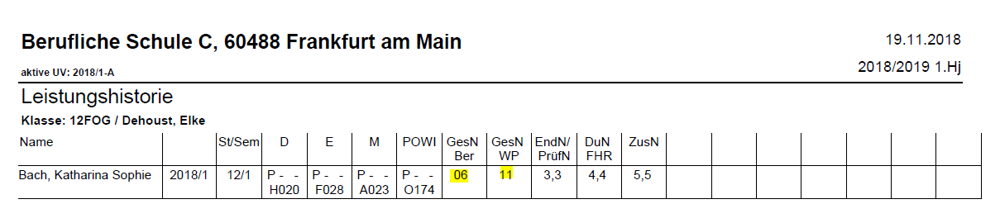 Berufliche Schule C, 60488 Frankfurt am Main
19.11.2018
aktive UV: 2018/1-A
2018/2019 1.Hj
Leistungshistorie
Klasse: 12FOG / Dehoust, Elke
Name St/Sem D E M POWI GesN GesN EndN/ DuN ZusN
Ber WP PrüfN FHR
Bach, Katharina Sophie 2018/1 12/1 P - - P - - P - - P - - 06 11 3,3 4,4 5,5
H020 F028 A023 O174